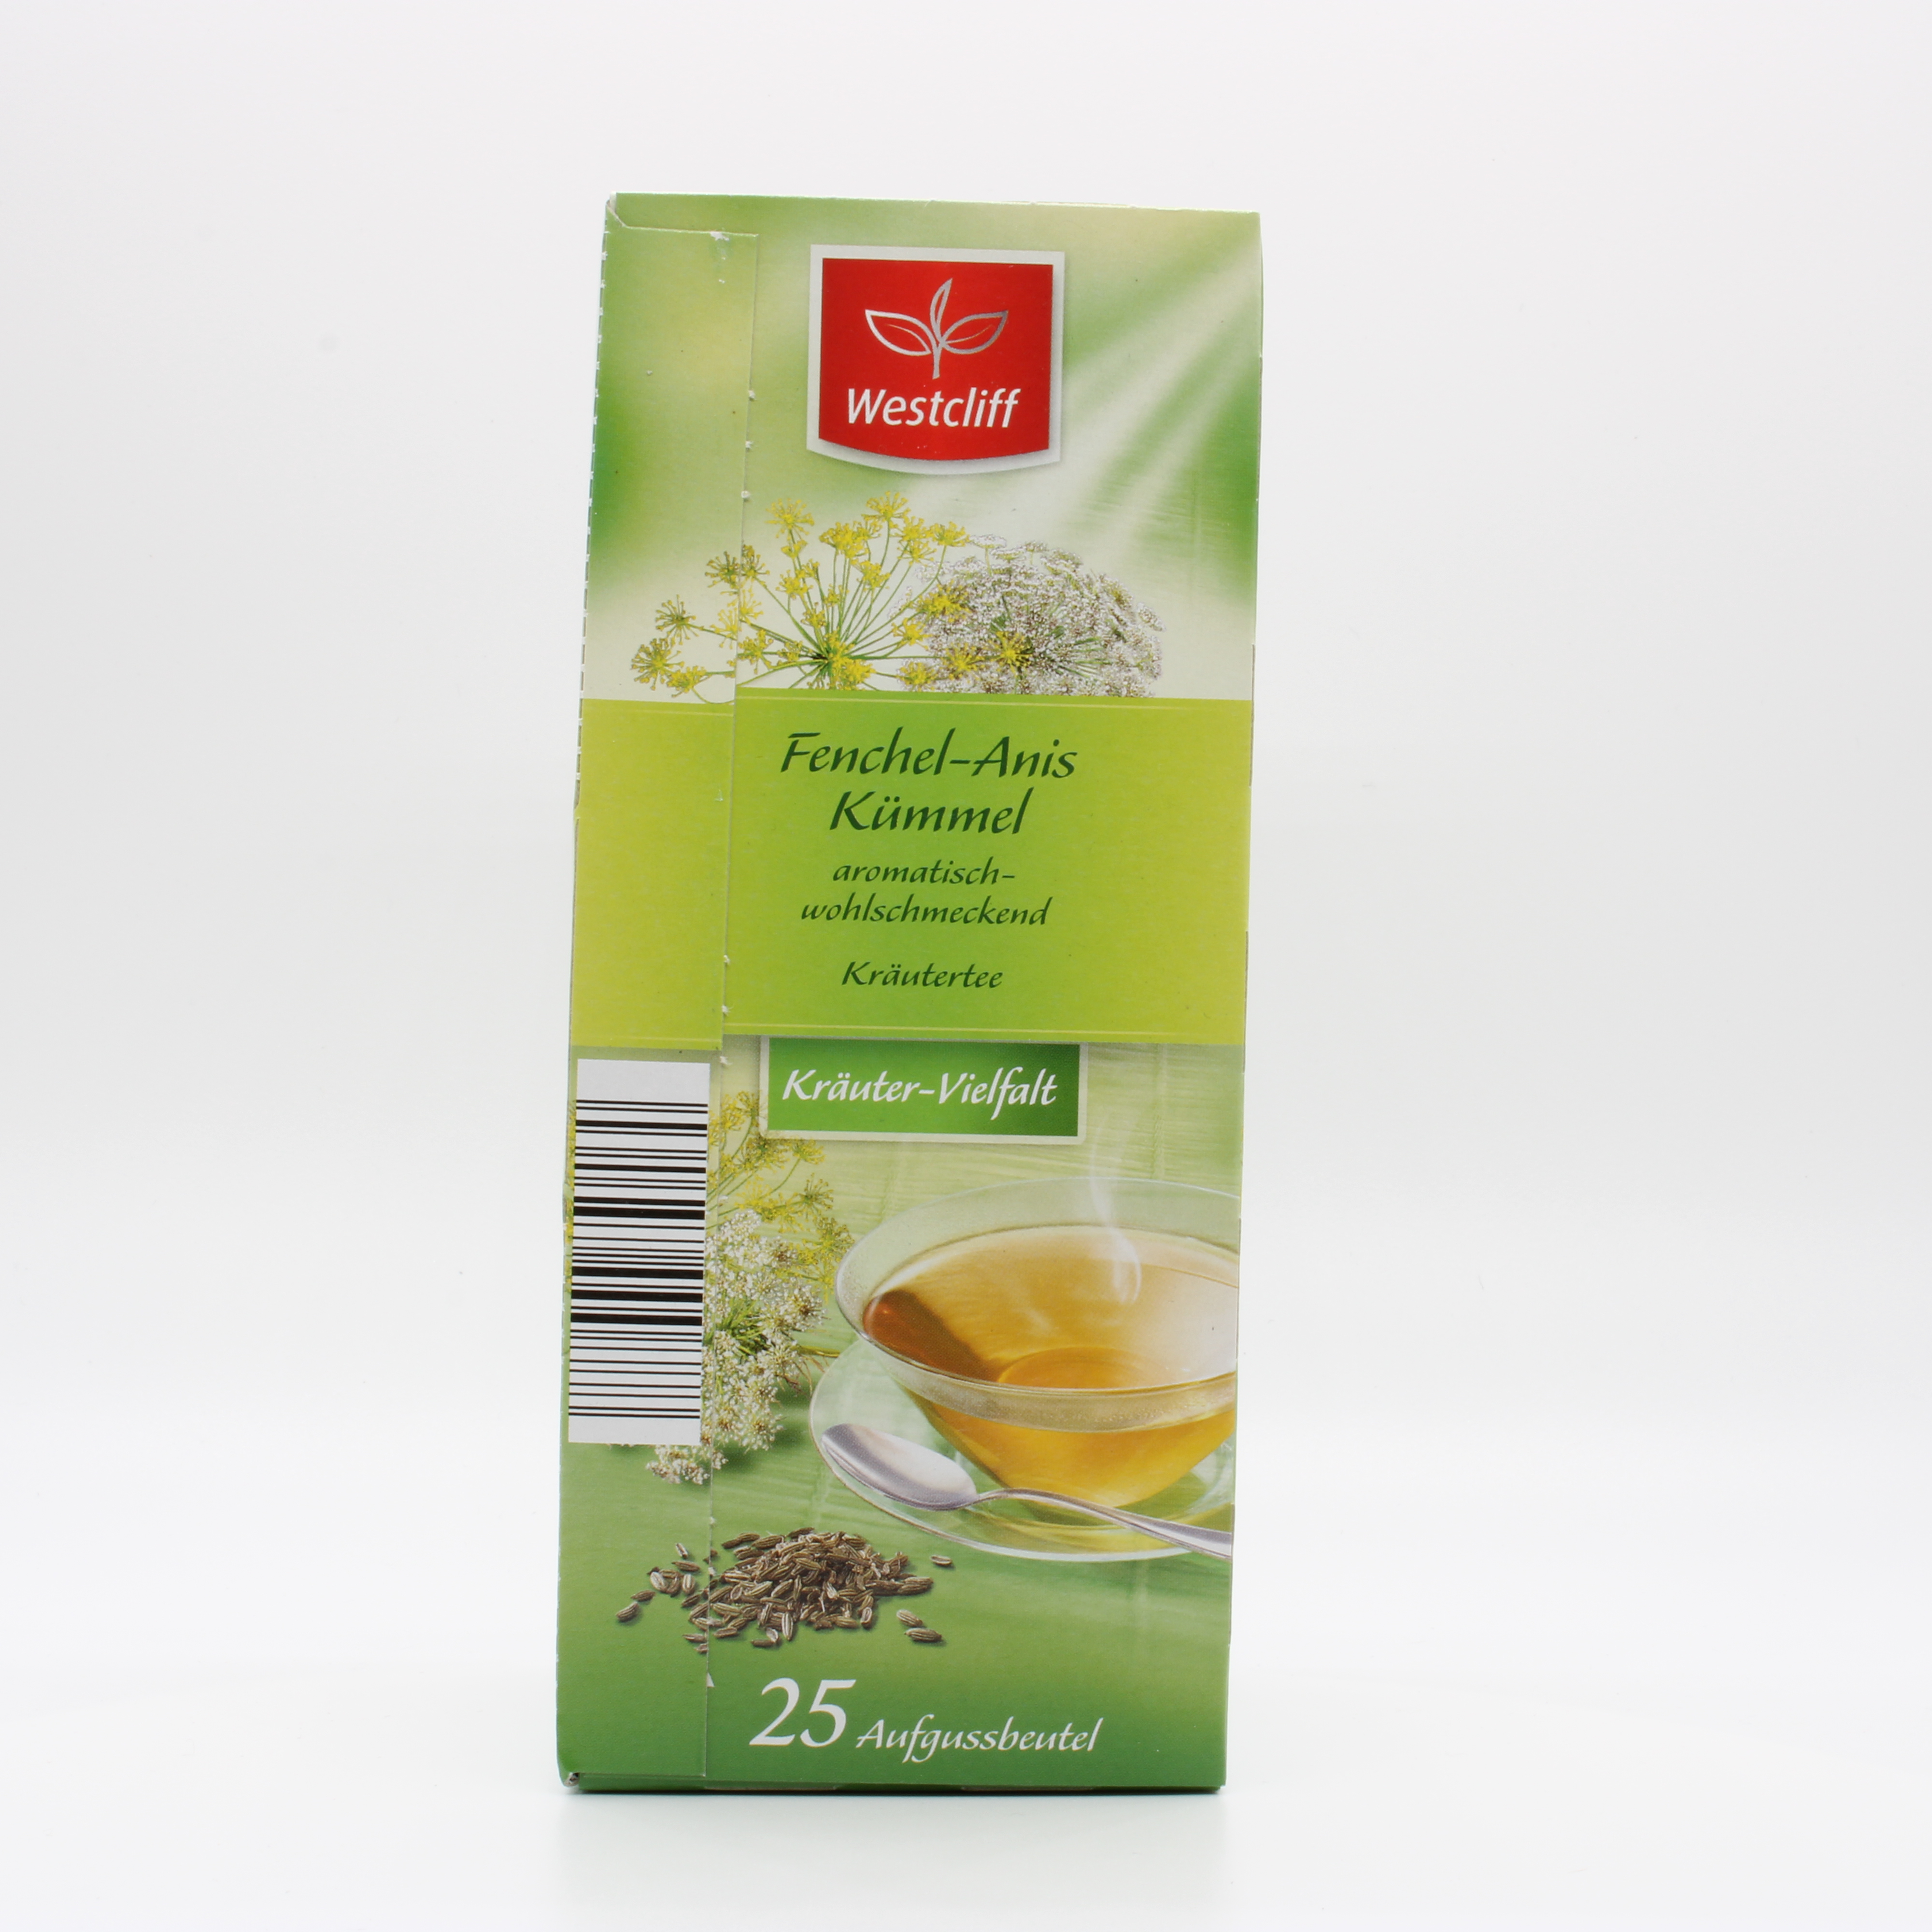 Westcliff
Fenchel-Anis
Kümmel
aromatisch-
wohlschmeckend
Kräutertee
Kräuter-Vielfalt
25 Aufgussbeutel